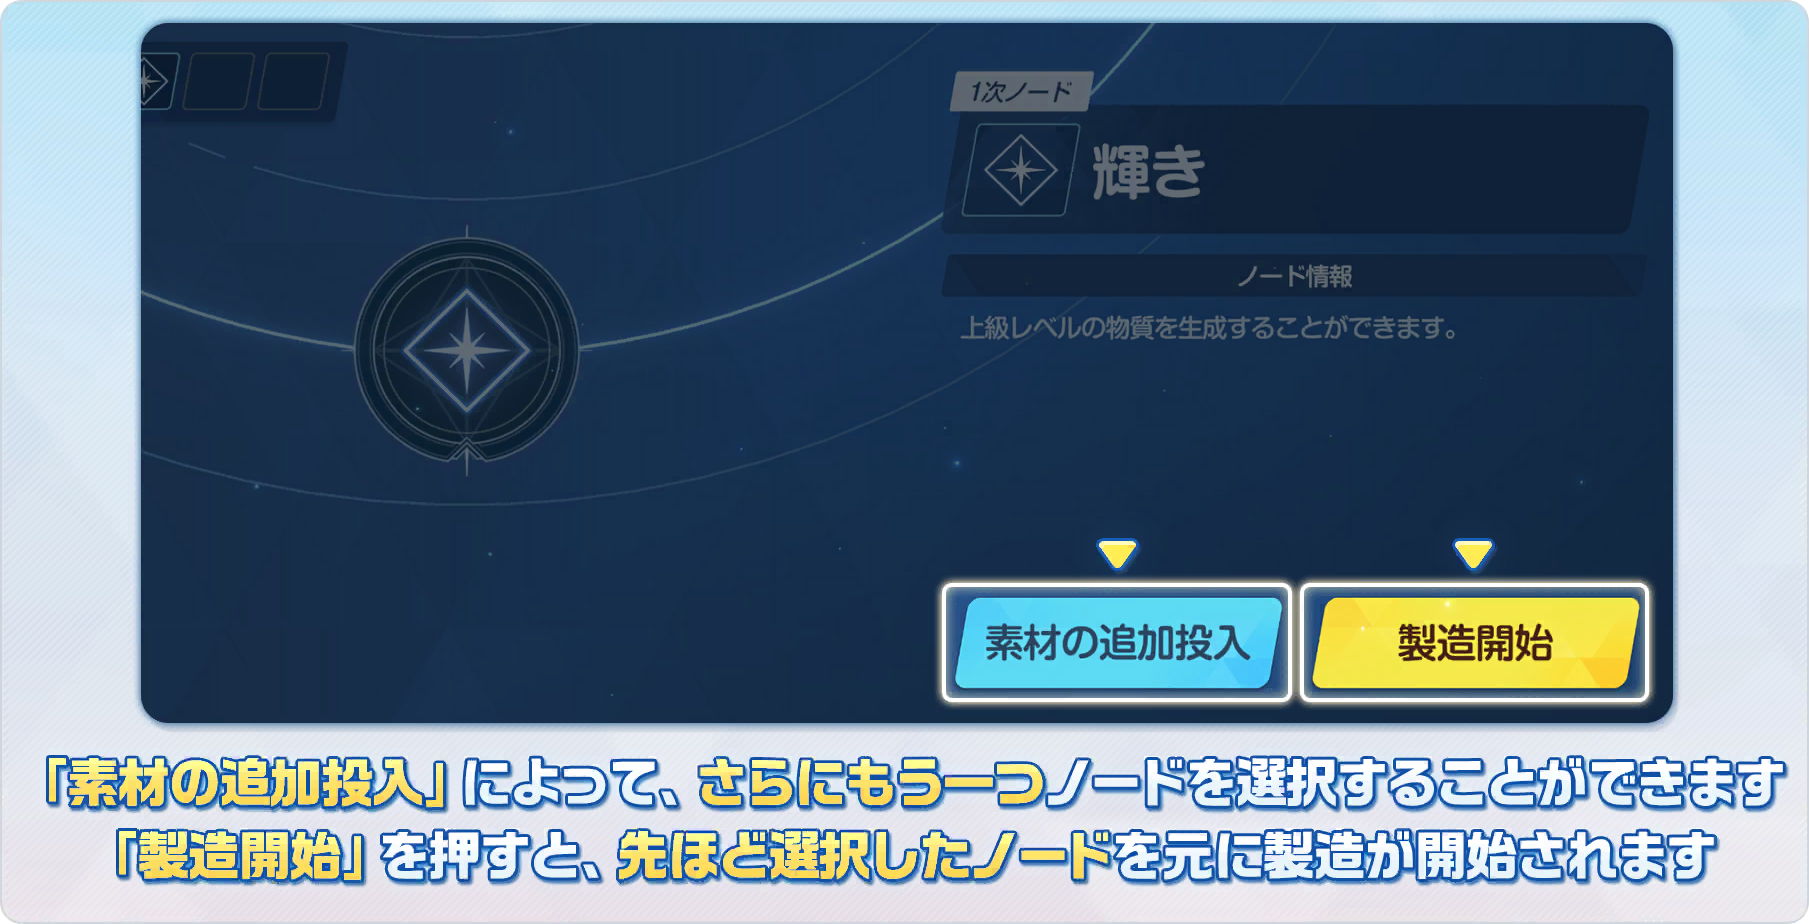 1次ノード
輝き
ノード情報
上級レベルの物質を生成することができます。
素材の追加投入
製造開始
「素材の追加投入」によって、さらにもう一つノードを選択することができます
「製造開始」を押すと、先ほど選択したノードを元に製造が開始されます